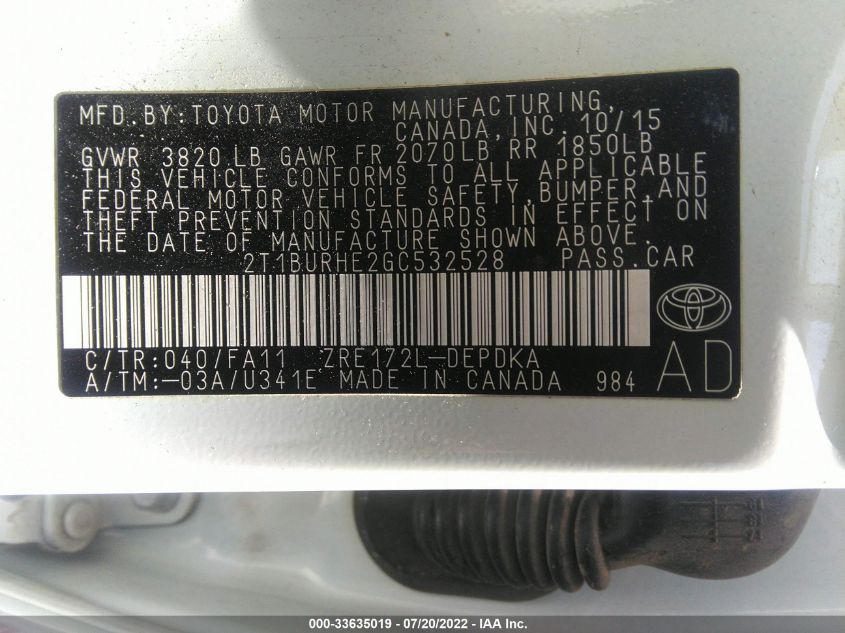 MFD. BY: TOYOTA MOTOR MANUFACTURING,
CANADA, INC. 10/15
GVWR 3820 LB GAWR FR 2070LB RR 1850LB
THIS VEHICLE CONFORMS TO ALL APPLICABLE
FEDERAL MOTOR VEHICLE SAFETY, BUMPER, AND
THEFT PREVENTION STANDARDS IN EFFECT ON
THE DATE OF MANUFACTURE SHOWN ABOVE.
2T1BURHE2GC532528 PASS. CAR
C/TR: 040/FA11 ZRE172L-DEPDKA
A/TM: -03A/U341E MADE IN CANADA 984
AD
000-33635019 - 07/20/2022 - IAA Inc.